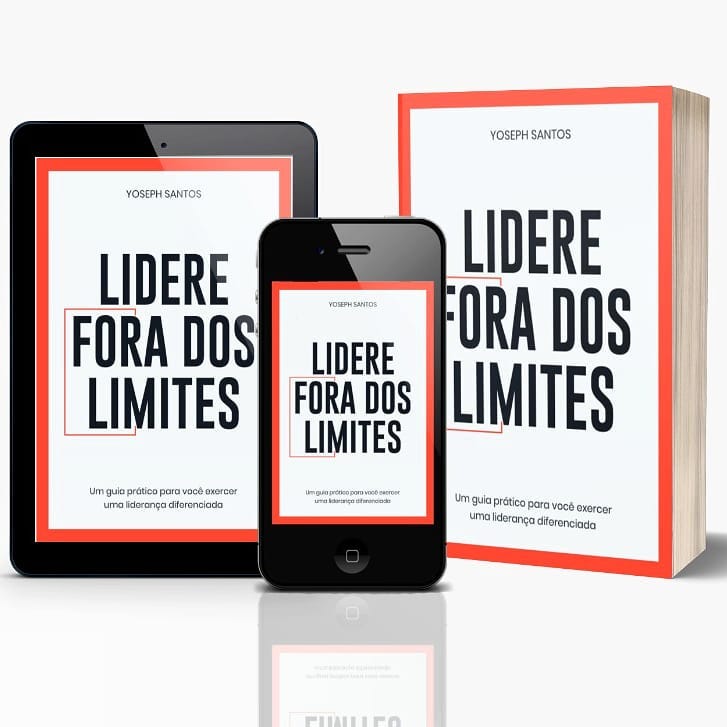 YOSEPH SANTOS
LIDERE
FORA DOS
LIMITES
Um guia prático para você exercer
uma liderança diferenciada
YOSEPH SANTOS
LIDERE
FORA DOS
LIMITES
Um guia prático para você exercer
uma liderança diferenciada
YOSEPH SANTOS
LIDERE
FORA DOS
LIMITES
Um guia prático para você exercer
uma liderança diferenciada